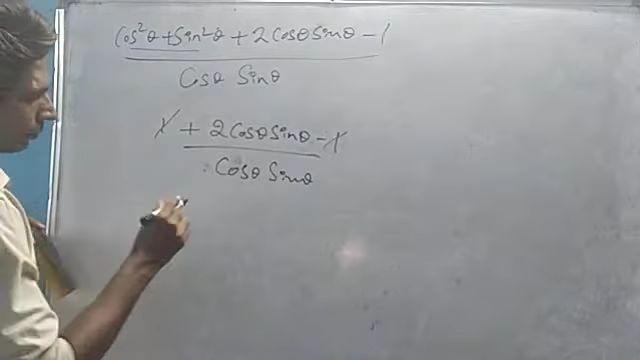 Cos²θ + Sin²θ + 2 Cosθ Sinθ - 1
Cosθ Sinθ
1 + 2 Cosθ Sinθ - 1
Cosθ Sinθ